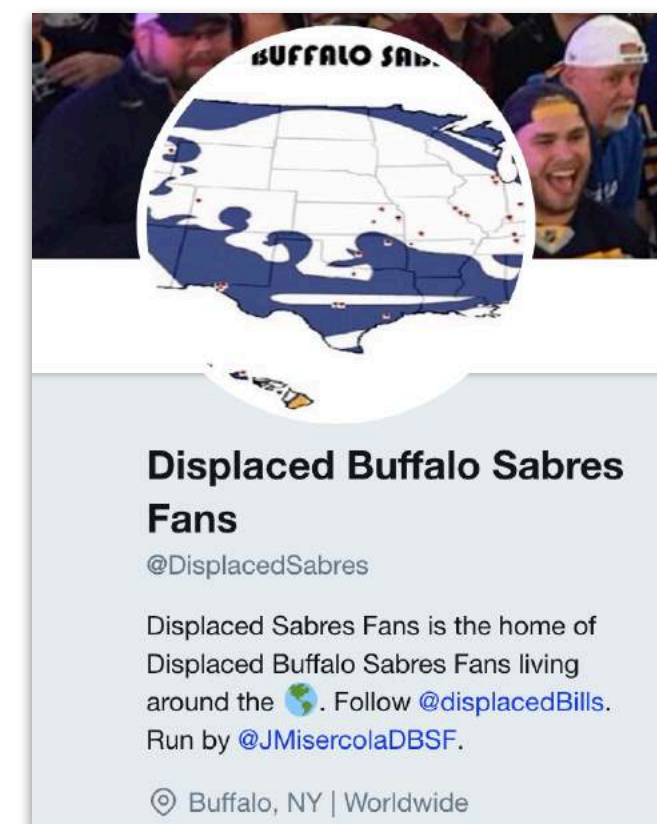 BUFFALO
Displaced Buffalo Sabres
Fans
@DisplacedSabres
Displaced Sabres Fans is the home of
Displaced Buffalo Sabres Fans living
around the 🌎. Follow @displacedBills.
Run by @JMisercolaDBSF.
Buffalo, NY | Worldwide